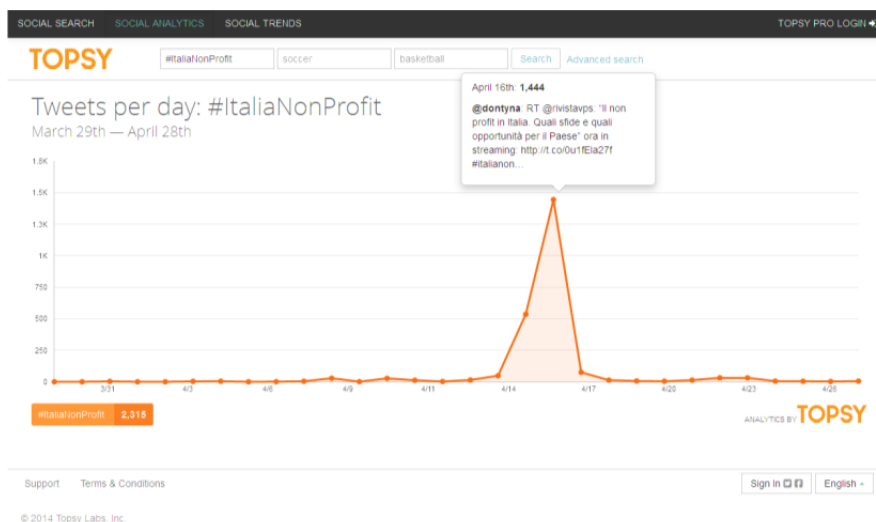 SOCIAL SEARCH SOCIAL ANALYTICS SOCIAL TRENDS TOPSY PRO LOGIN
TOPSY #ItaliaNonProfit soccer basketball Search Advanced search
April 16th: 1,444
@dontyna: RT @rivistavps: "Il non
profit in Italia. Quali sfide e quali
opportunità per il Paese" ora in
streaming: http://t.co/0u1fEla27f
#italianon...
Tweets per day: #ItaliaNonProfit
March 29th — April 28th
1.8K
1.5K
1.3K
1K
750
500
250
0
3/31 4/3 4/6 4/9 4/11 4/14 4/17 4/20 4/23 4/26
#ItaliaNonProfit 2,315
ANALYTICS BY TOPSY
Support Terms & Conditions Sign In English
© 2014 Topsy Labs, Inc.